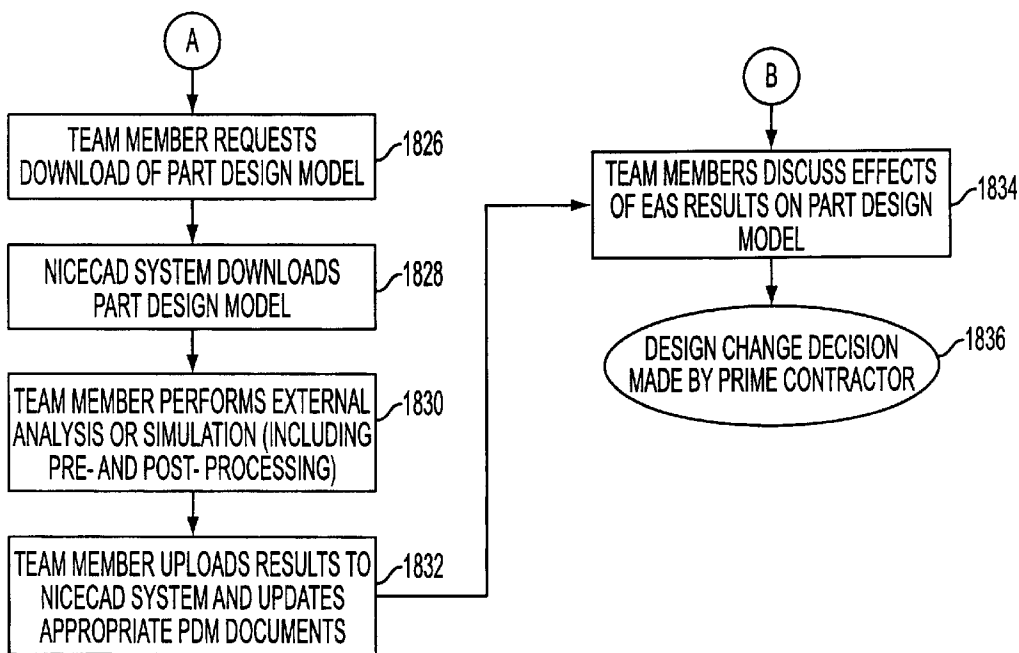 A
TEAM MEMBER REQUESTS
DOWNLOAD OF PART DESIGN MODEL
1826
NICECAD SYSTEM DOWNLOADS
PART DESIGN MODEL
1828
TEAM MEMBER PERFORMS EXTERNAL
ANALYSIS OR SIMULATION (INCLUDING
PRE- AND POST- PROCESSING)
1830
TEAM MEMBER UPLOADS RESULTS TO
NICECAD SYSTEM AND UPDATES
APPROPRIATE PDM DOCUMENTS
1832
B
TEAM MEMBERS DISCUSS EFFECTS
OF EAS RESULTS ON PART DESIGN
MODEL
1834
DESIGN CHANGE DECISION
MADE BY PRIME CONTRACTOR
1836